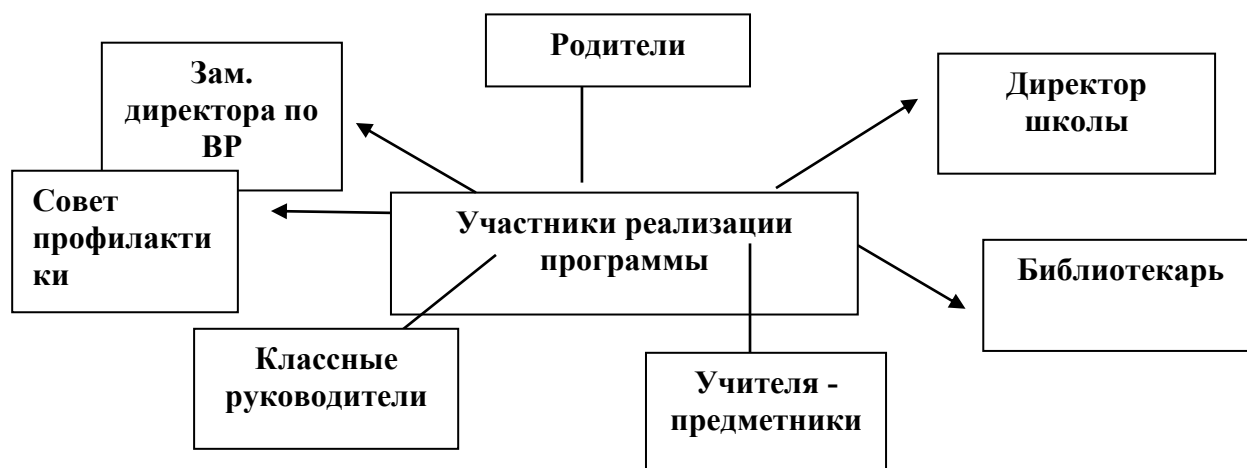 Родители
Зам.
директора по
ВР
Директор
школы
Совет
профилакти
ки
Участники реализации
программы
Библиотекарь
Классные
руководители
Учителя -
предметники